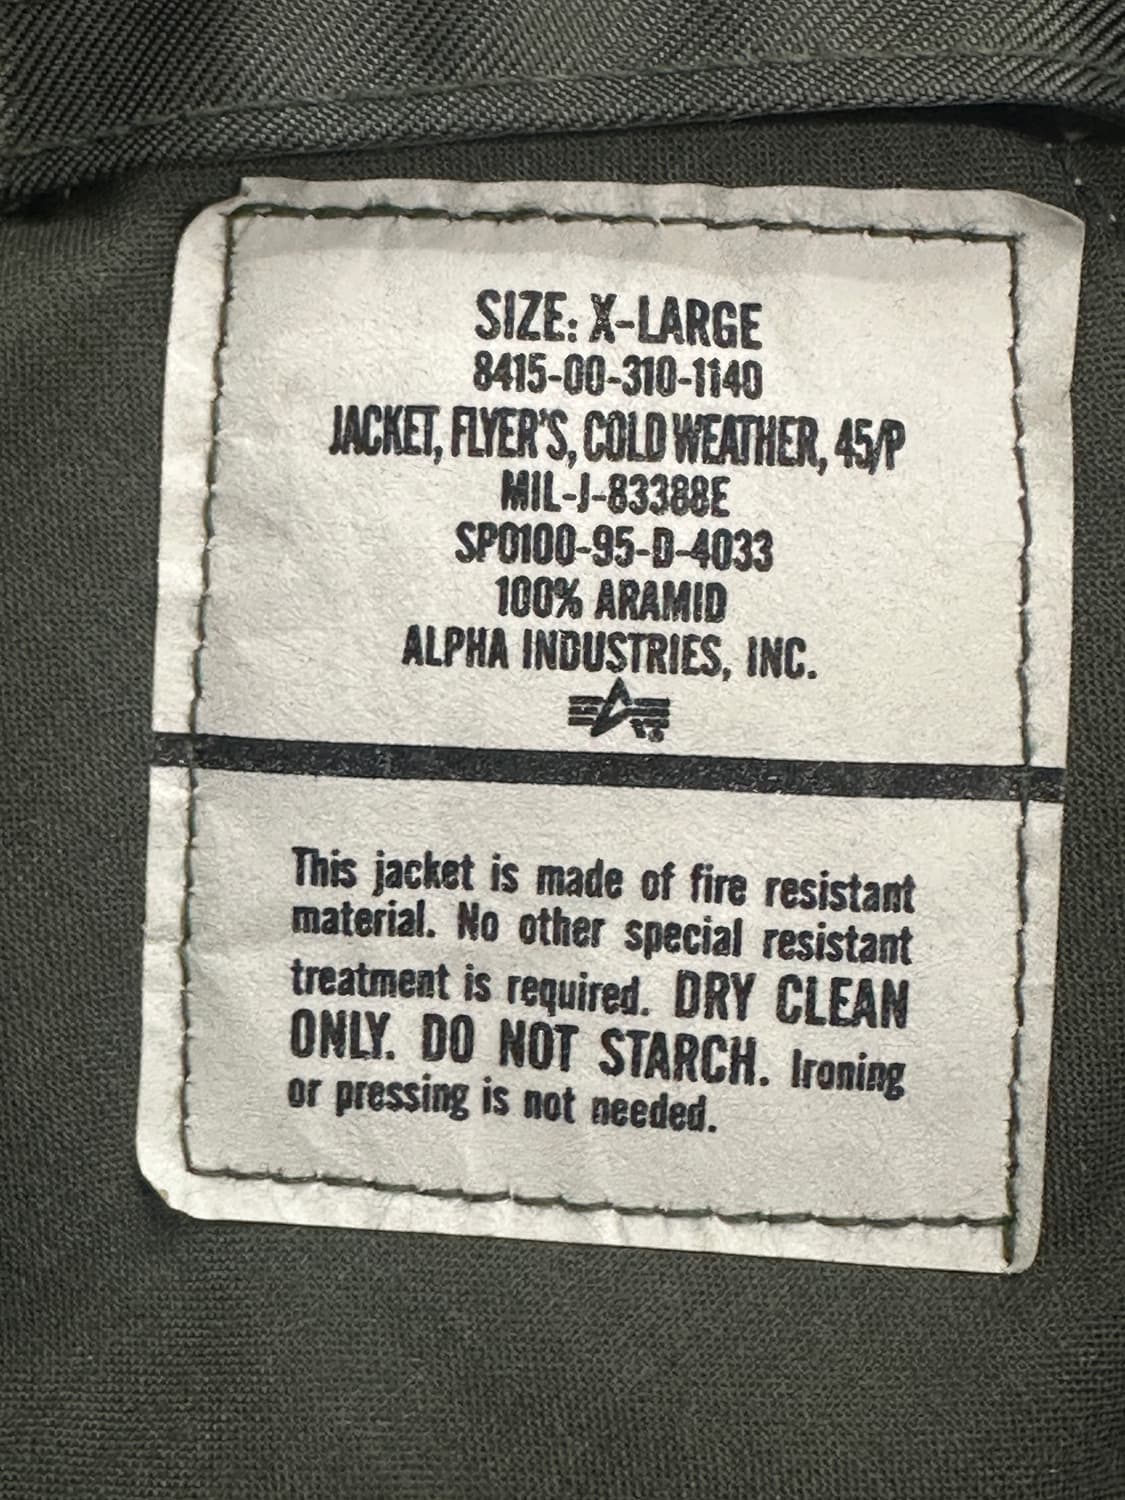 SIZE: X-LARGE
8415-00-310-1140
JACKET, FLYER'S, COLD WEATHER, 45/P
MIL-J-83388E
SP0100-95-D-4033
100% ARAMID
ALPHA INDUSTRIES, INC.
This jacket is made of fire resistant
material. No other special resistant
treatment is required. DRY CLEAN
ONLY. DO NOT STARCH. Ironing
or pressing is not needed.